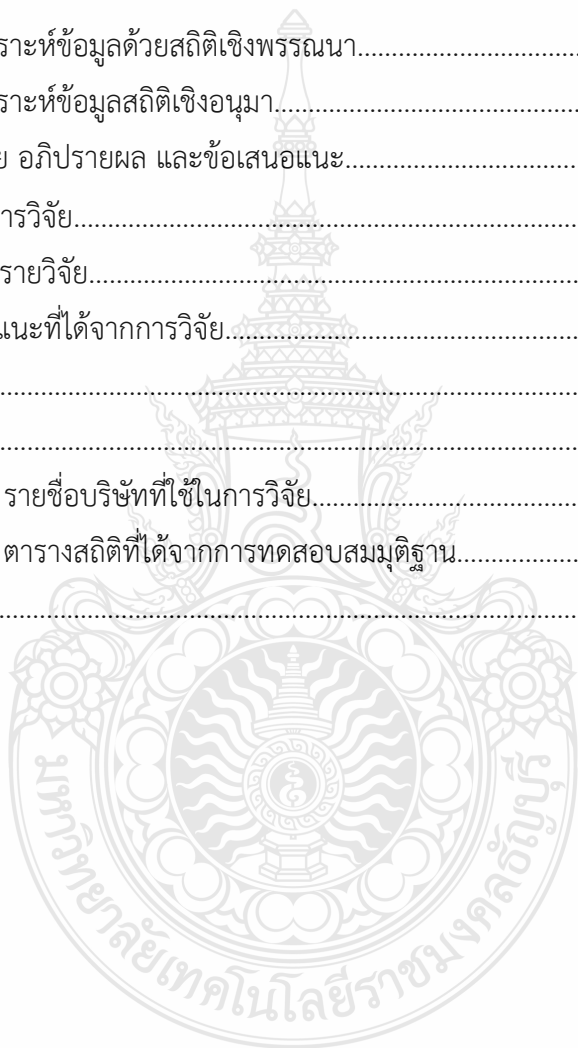 ราะห์ข้อมูลด้วยสถิติเชิงพรรณนา.......................................
ราะห์ข้อมูลสถิติเชิงอนุมา....................................................
ย อภิปรายผล และข้อเสนอแนะ.........................................
ารวิจัย...................................................................................
รายวิจัย................................................................................
แนะที่ได้จากการวิจัย...........................................................
...............................................................................................
...............................................................................................
รายชื่อบริษัทที่ใช้ในการวิจัย.............................................
ตารางสถิติที่ได้จากการทดสอบสมมุติฐาน....................
...............................................................................................
มหาวิทยาลัยเทคโนโลยีราชมงคลธัญบุรี